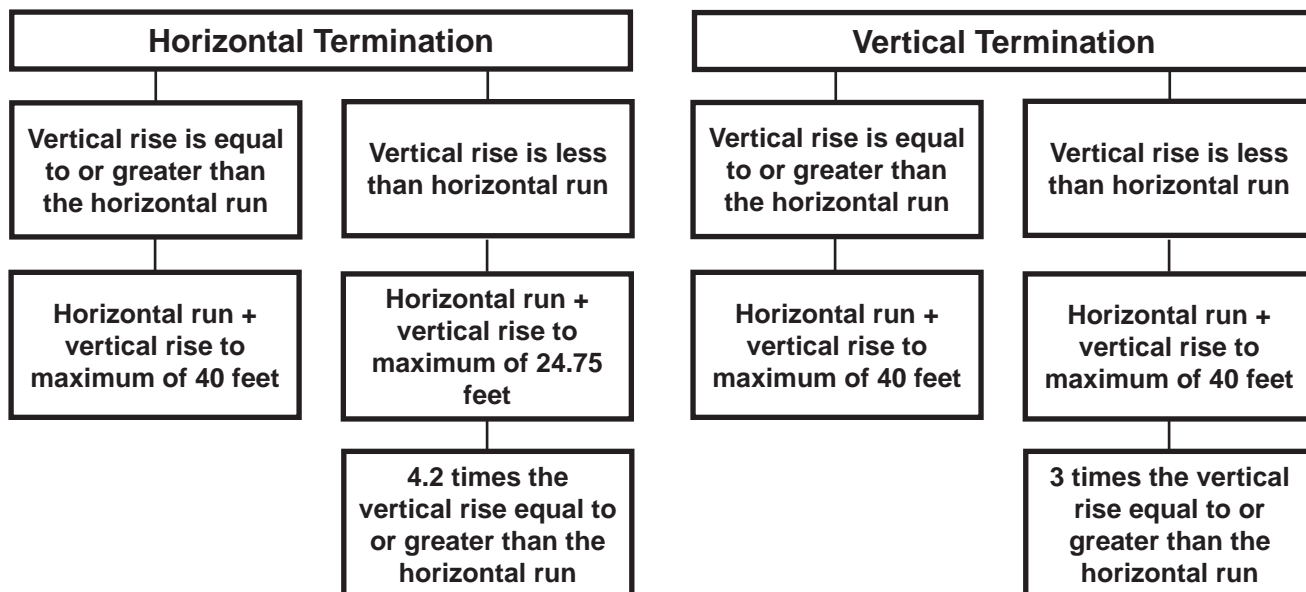 Horizontal Termination
Vertical rise is equal
to or greater than
the horizontal run
Horizontal run +
vertical rise to
maximum of 40 feet
Vertical rise is less
than horizontal run
Horizontal run +
vertical rise to
maximum of 24.75
feet
4.2 times the
vertical rise equal to
or greater than the
horizontal run
Vertical Termination
Vertical rise is equal
to or greater than
the horizontal run
Horizontal run +
vertical rise to
maximum of 40 feet
Vertical rise is less
than horizontal run
Horizontal run +
vertical rise to
maximum of 40 feet
3 times the vertical
rise equal to or
greater than the
horizontal run